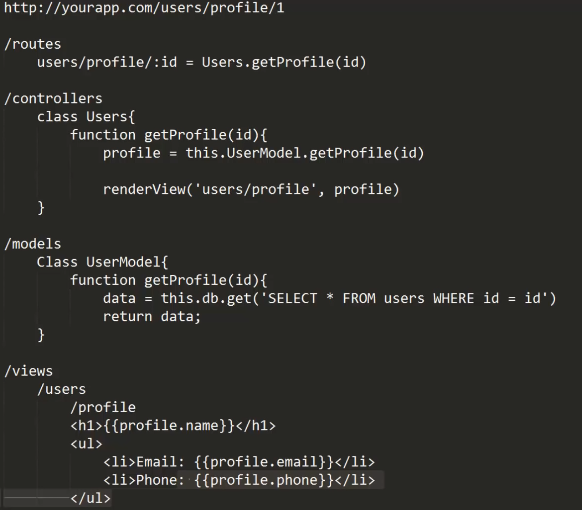 http://yourapp.com/users/profile/1
/routes
users/profile/:id = Users.getProfile(id)
/controllers
class Users{
function getProfile(id){
profile = this.UserModel.getProfile(id)
renderView('users/profile', profile)
}
/models
Class UserModel{
function getProfile(id){
data = this.db.get('SELECT * FROM users WHERE id = id')
return data;
}
/views
/users
/profile
<h1>{{profile.name}}</h1>
<ul>
<li>Email: {{profile.email}}</li>
<li>Phone: {{profile.phone}}</li>
</ul>